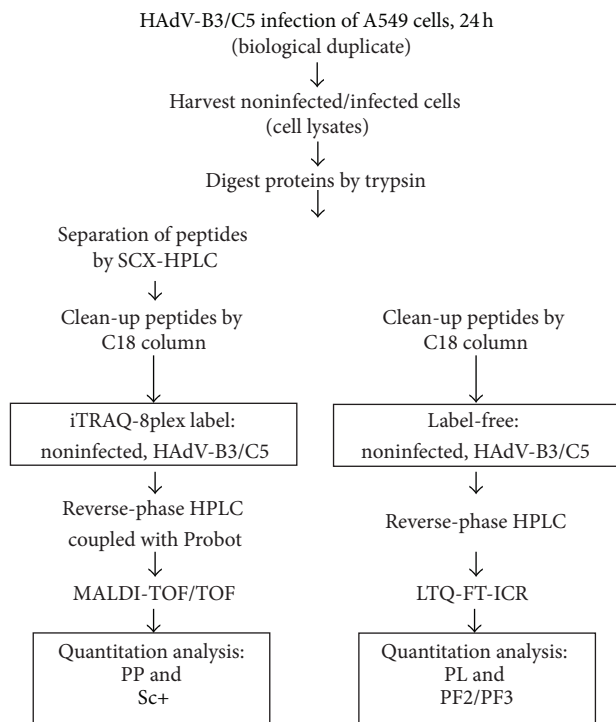 HAdV-B3/C5 infection of A549 cells, 24 h
(biological duplicate)
Harvest noninfected/infected cells
(cell lysates)
Digest proteins by trypsin
Separation of peptides
by SCX-HPLC
Clean-up peptides by
C18 column
iTRAQ-8plex label:
noninfected, HAdV-B3/C5
Reverse-phase HPLC
coupled with Probot
MALDI-TOF/TOF
Quantitation analysis:
PP and
Sc+
Clean-up peptides by
C18 column
Label-free:
noninfected, HAdV-B3/C5
Reverse-phase HPLC
LTQ-FT-ICR
Quantitation analysis:
PL and
PF2/PF3